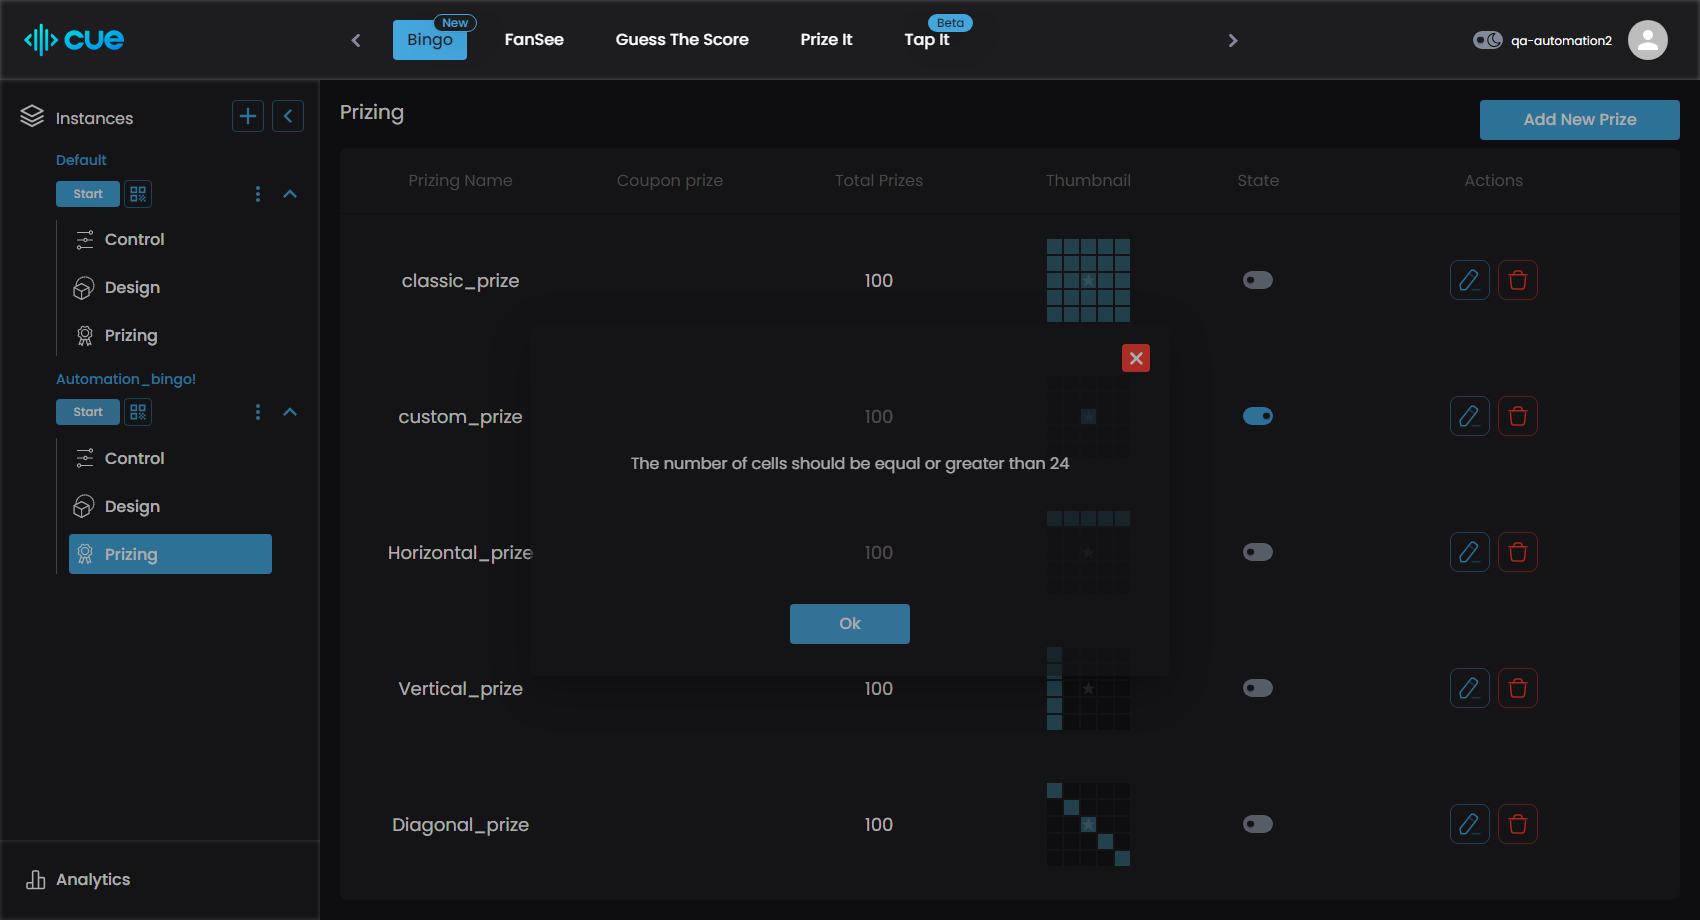 cue
Bingo
New
FanSee
Guess The Score
Prize It
Tap It
Beta
qa-automation2
Instances
Default
Start
Control
Design
Prizing
Automation_bingo!
Start
Control
Design
Prizing
Analytics
Prizing
Add New Prize
Prizing Name Coupon prize Total Prizes Thumbnail State Actions
classic_prize 100
custom_prize 100
The number of cells should be equal or greater than 24
Horizontal_prize 100
Ok
Vertical_prize 100
Diagonal_prize 100